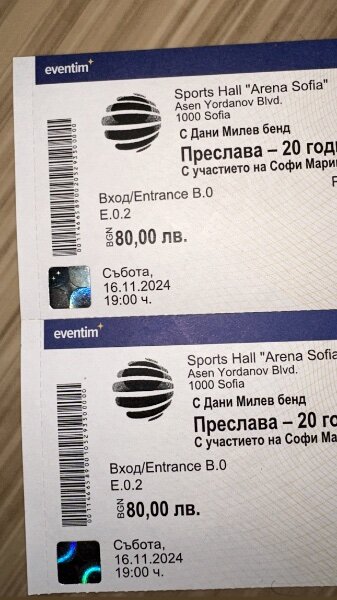 eventim
Sports Hall "Arena Sofia"
Asen Yordanov Blvd.
1000 Sofia
С Дани Милев бенд
Преслава – 20 годи
С участието на Софи Мари
Вход/Entrance В.0
Е.0.2
BGN 80,00 лв.
Събота,
16.11.2024
19:00 ч.
eventim
Sports Hall "Arena Sofia
Asen Yordanov Blvd.
1000 Sofia
С Дани Милев бенд
Преслава – 20 го
С участието на Софи Ма
Вход/Entrance В.0
Е.0.2
BGN 80,00 лв.
Събота,
16.11.2024
19:00 ч.